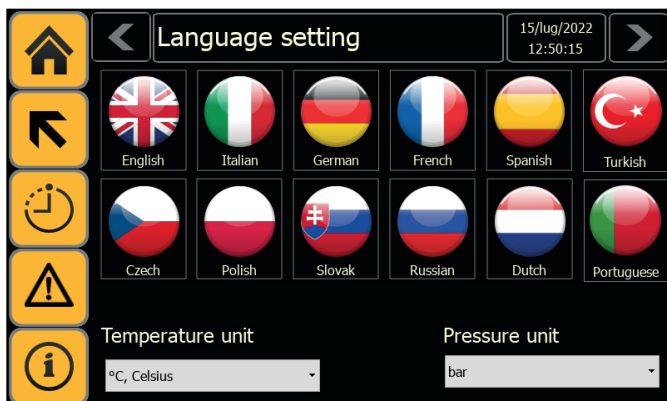 Language setting
15/lug/2022
12:50:15
English
Italian
German
French
Spanish
Turkish
Czech
Polish
Slovak
Russian
Dutch
Portuguese
Temperature unit
Pressure unit
°C, Celsius
bar